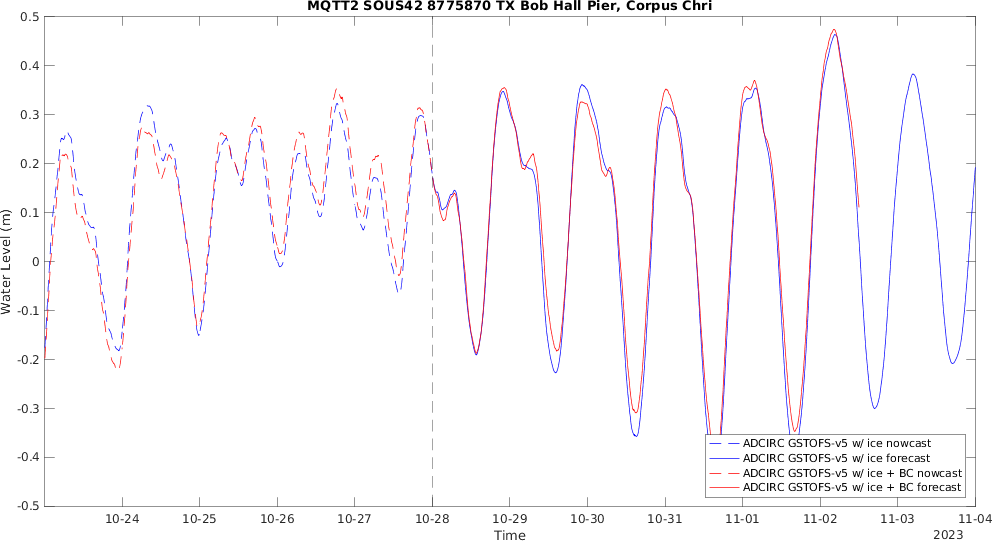 MQTT2 SOUS42 8775870 TX Bob Hall Pier, Corpus Chri
0.5
0.4
0.3
0.2
0.1
0
-0.1
-0.2
-0.3
-0.4
-0.5
Water Level (m)
ADCIRC GSTOFS-v5 w/ ice nowcast
ADCIRC GSTOFS-v5 w/ ice forecast
ADCIRC GSTOFS-v5 w/ ice + BC nowcast
ADCIRC GSTOFS-v5 w/ ice + BC forecast
10-24 10-25 10-26 10-27 10-28 10-29 10-30 10-31 11-01 11-02 11-03 11-04
Time
2023